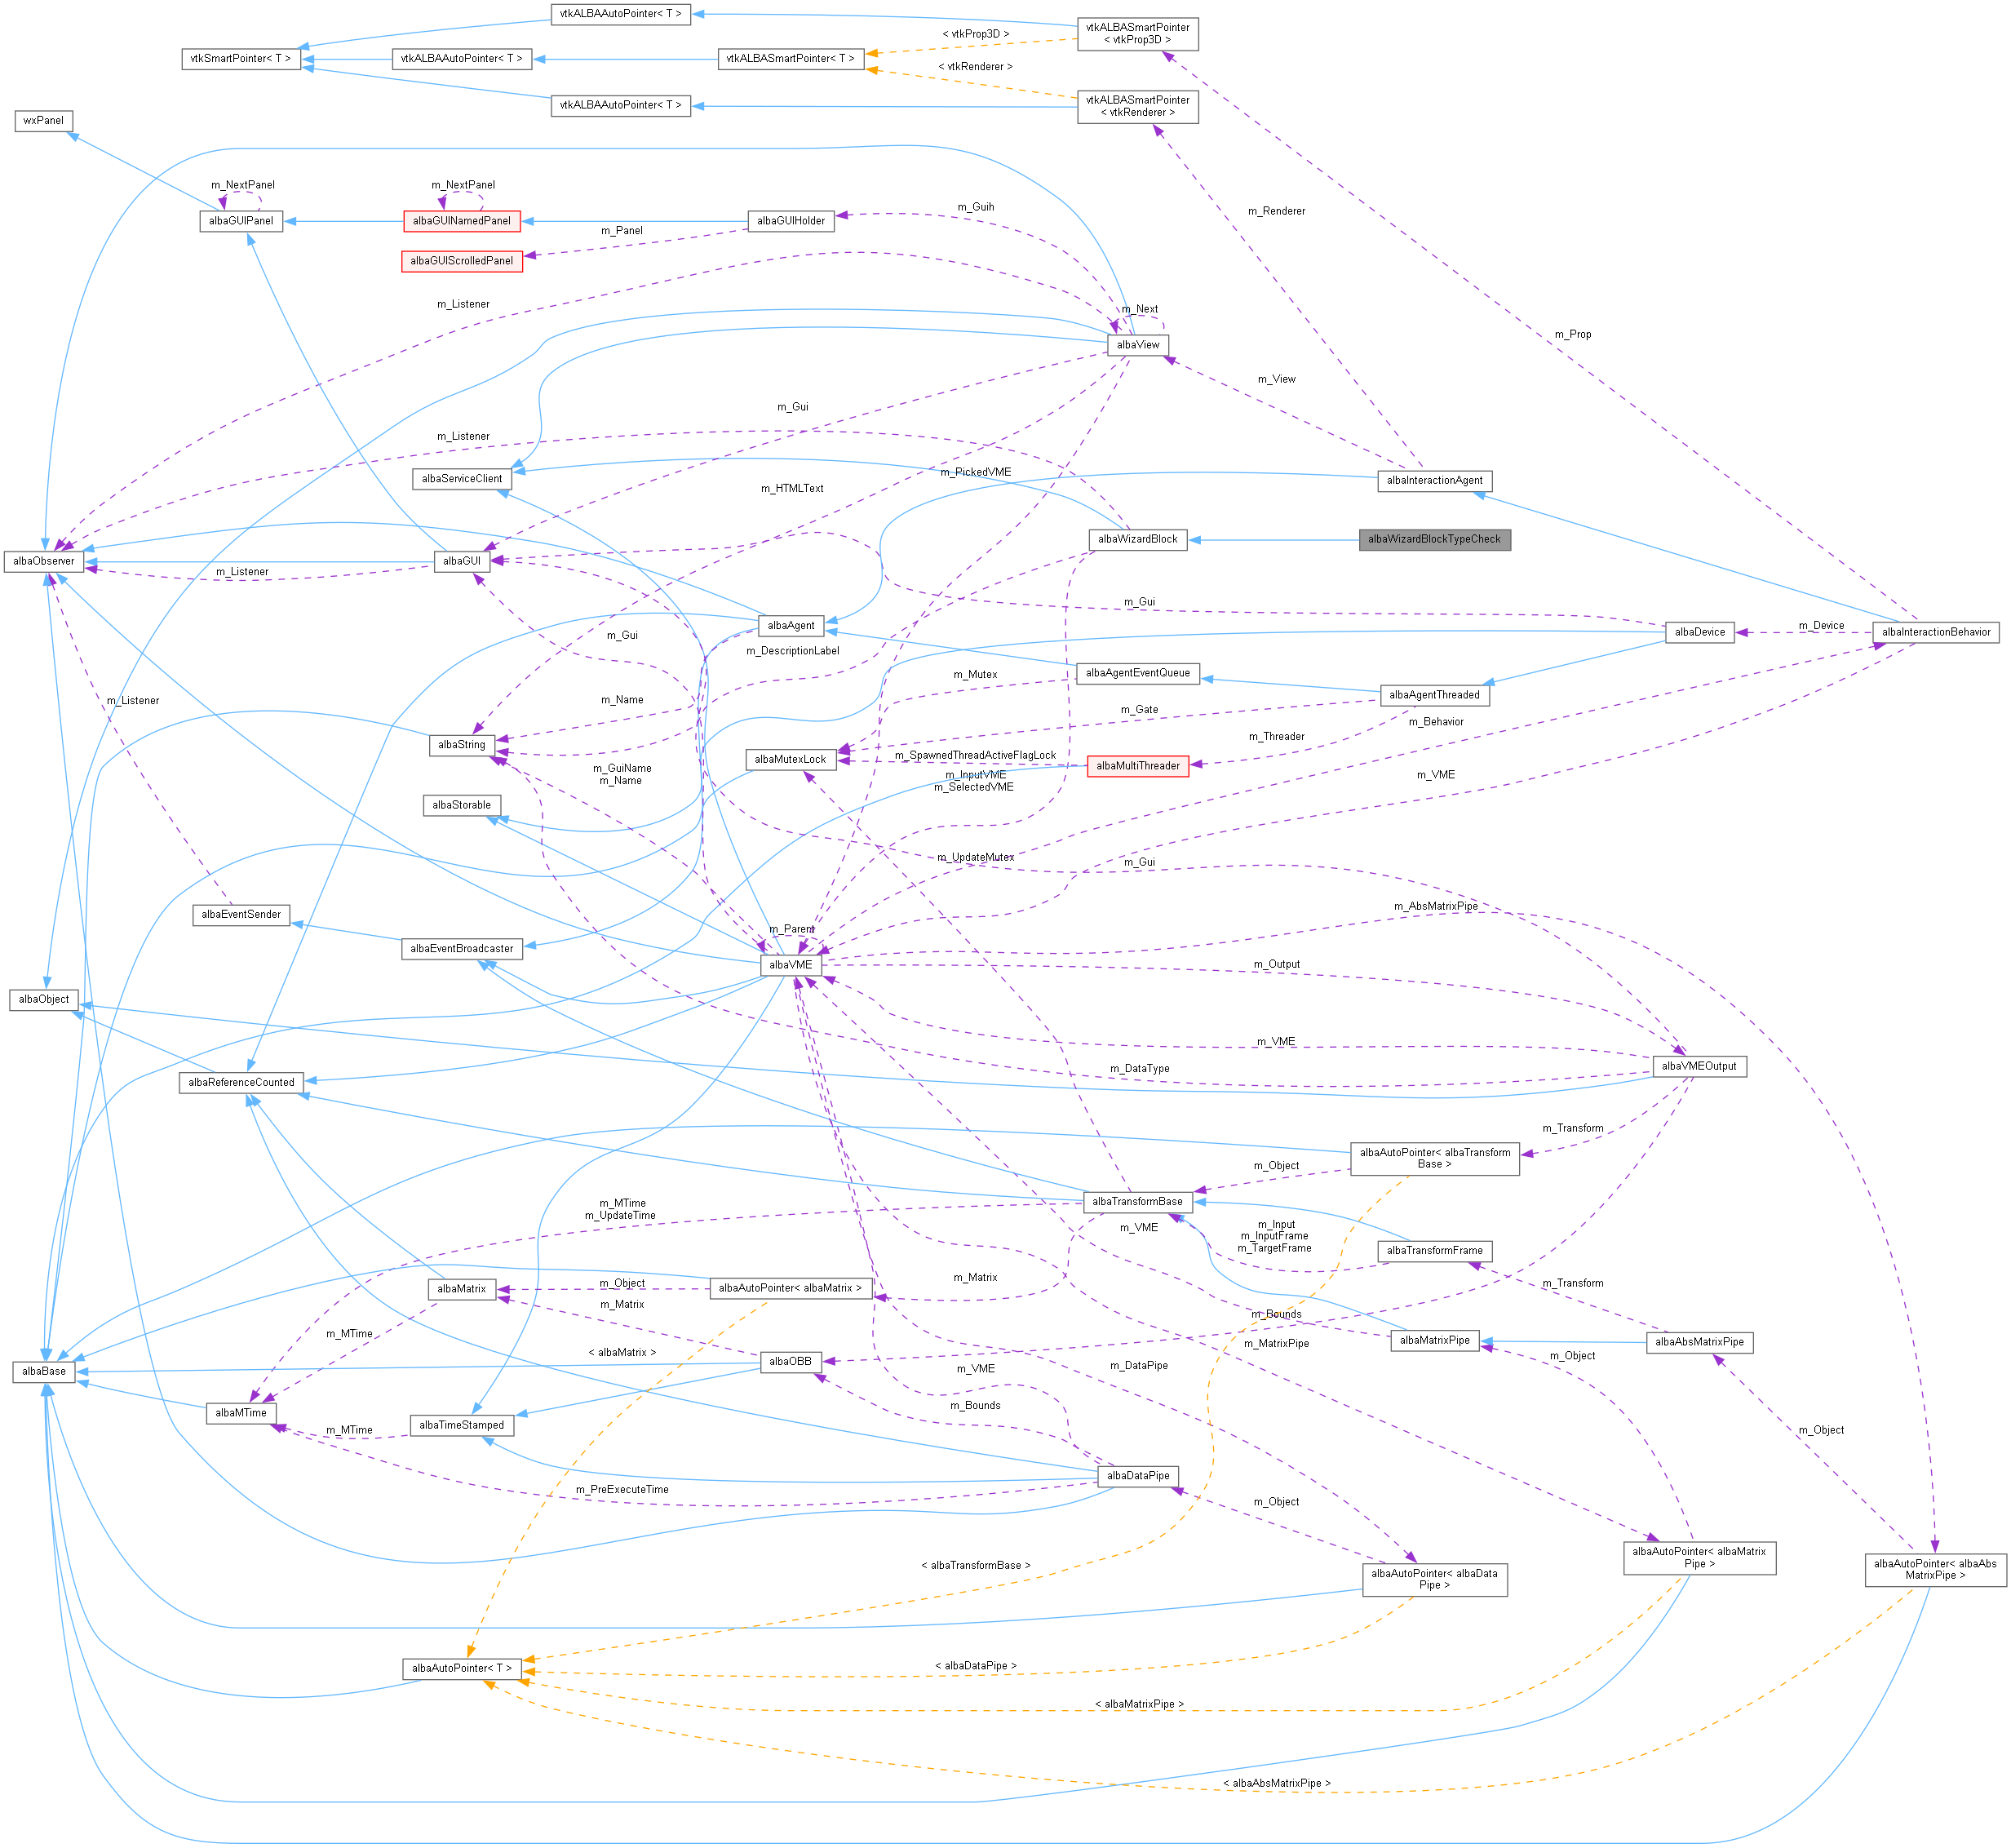 vtkALBAAutoPointer< T >
vtkALBASmartPointer
< vtkProp3D >
< vtkProp3D >
vtkSmartPointer< T >
vtkALBAAutoPointer< T >
vtkALBASmartPointer< T >
< vtkRenderer >
vtkALBAAutoPointer< T >
vtkALBASmartPointer
< vtkRenderer >
wxPanel
m_NextPanel
m_NextPanel
albaGUIPanel
albaGUINamedPanel
albaGUIHolder
m_Guih
m_Renderer
m_Panel
albaGUIScrolledPanel
m_Listener
m_Next
m_Prop
albaView
m_View
m_Gui
m_Listener
m_PickedVME
albaServiceClient
m_HTMLText
albaInteractionAgent
albaWizardBlock
albaWizardBlockTypeCheck
albaObserver
albaGUI
m_Listener
m_Gui
albaAgent
m_Gui
m_Device
albaDevice
albaInteractionBehavior
m_DescriptionLabel
m_Listener
m_Name
m_Mutex
albaAgentEventQueue
albaAgentThreaded
m_Gate
m_Behavior
albaString
m_Threader
albaMutexLock
m_SpawnedThreadActiveFlagLock
albaMultiThreader
m_GuiName
m_Name
m_InputVME
m_SelectedVME
m_VME
albaStorable
m_UpdateMutex
m_Gui
albaEventSender
m_AbsMatrixPipe
albaEventBroadcaster
m_Parent
albaVME
m_Output
albaObject
m_VME
albaReferenceCounted
m_DataType
albaVMEOutput
m_Transform
albaAutoPointer< albaTransform
Base >
m_Object
albaTransformBase
m_MTime
m_UpdateTime
m_VME
m_Input
m_InputFrame
m_TargetFrame
albaTransformFrame
m_Matrix
albaMatrix
m_Object
albaAutoPointer< albaMatrix >
m_Transform
m_Matrix
m_Bounds
m_MTime
albaMatrixPipe
albaAbsMatrixPipe
m_MatrixPipe
< albaMatrix >
m_Object
albaBase
albaOBB
m_VME
m_DataPipe
albaMTime
m_Bounds
albaTimeStamped
m_MTime
m_Object
albaDataPipe
m_PreExecuteTime
m_Object
albaAutoPointer< albaMatrix
Pipe >
< albaTransformBase >
albaAutoPointer< albaData
Pipe >
albaAutoPointer< albaAbs
MatrixPipe >
albaAutoPointer< T >
< albaDataPipe >
< albaMatrixPipe >
< albaAbsMatrixPipe >